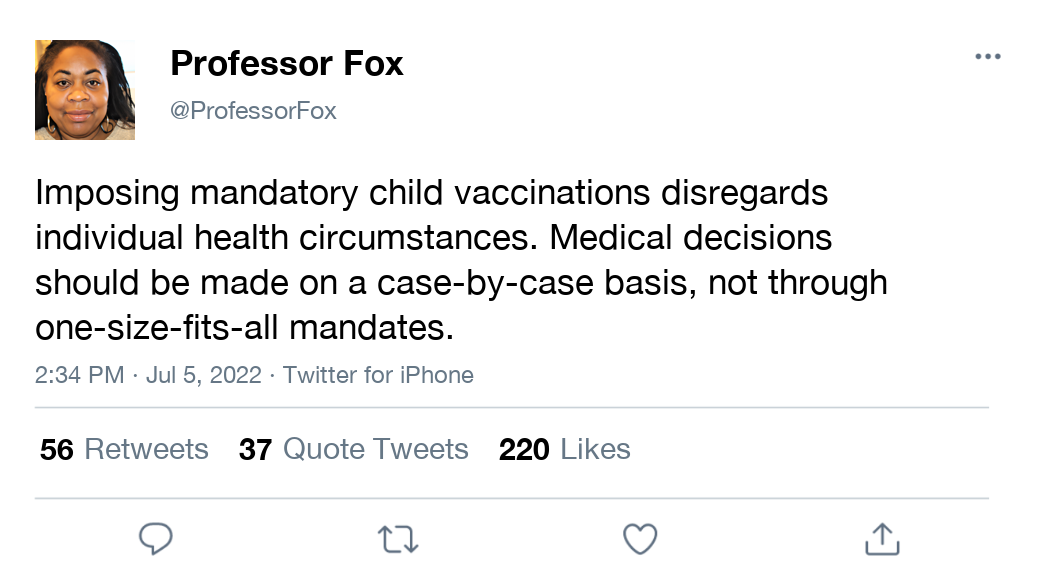 Professor Fox
@ProfessorFox
Imposing mandatory child vaccinations disregards
individual health circumstances. Medical decisions
should be made on a case-by-case basis, not through
one-size-fits-all mandates.
2:34 PM · Jul 5, 2022 · Twitter for iPhone
56 Retweets 37 Quote Tweets 220 Likes